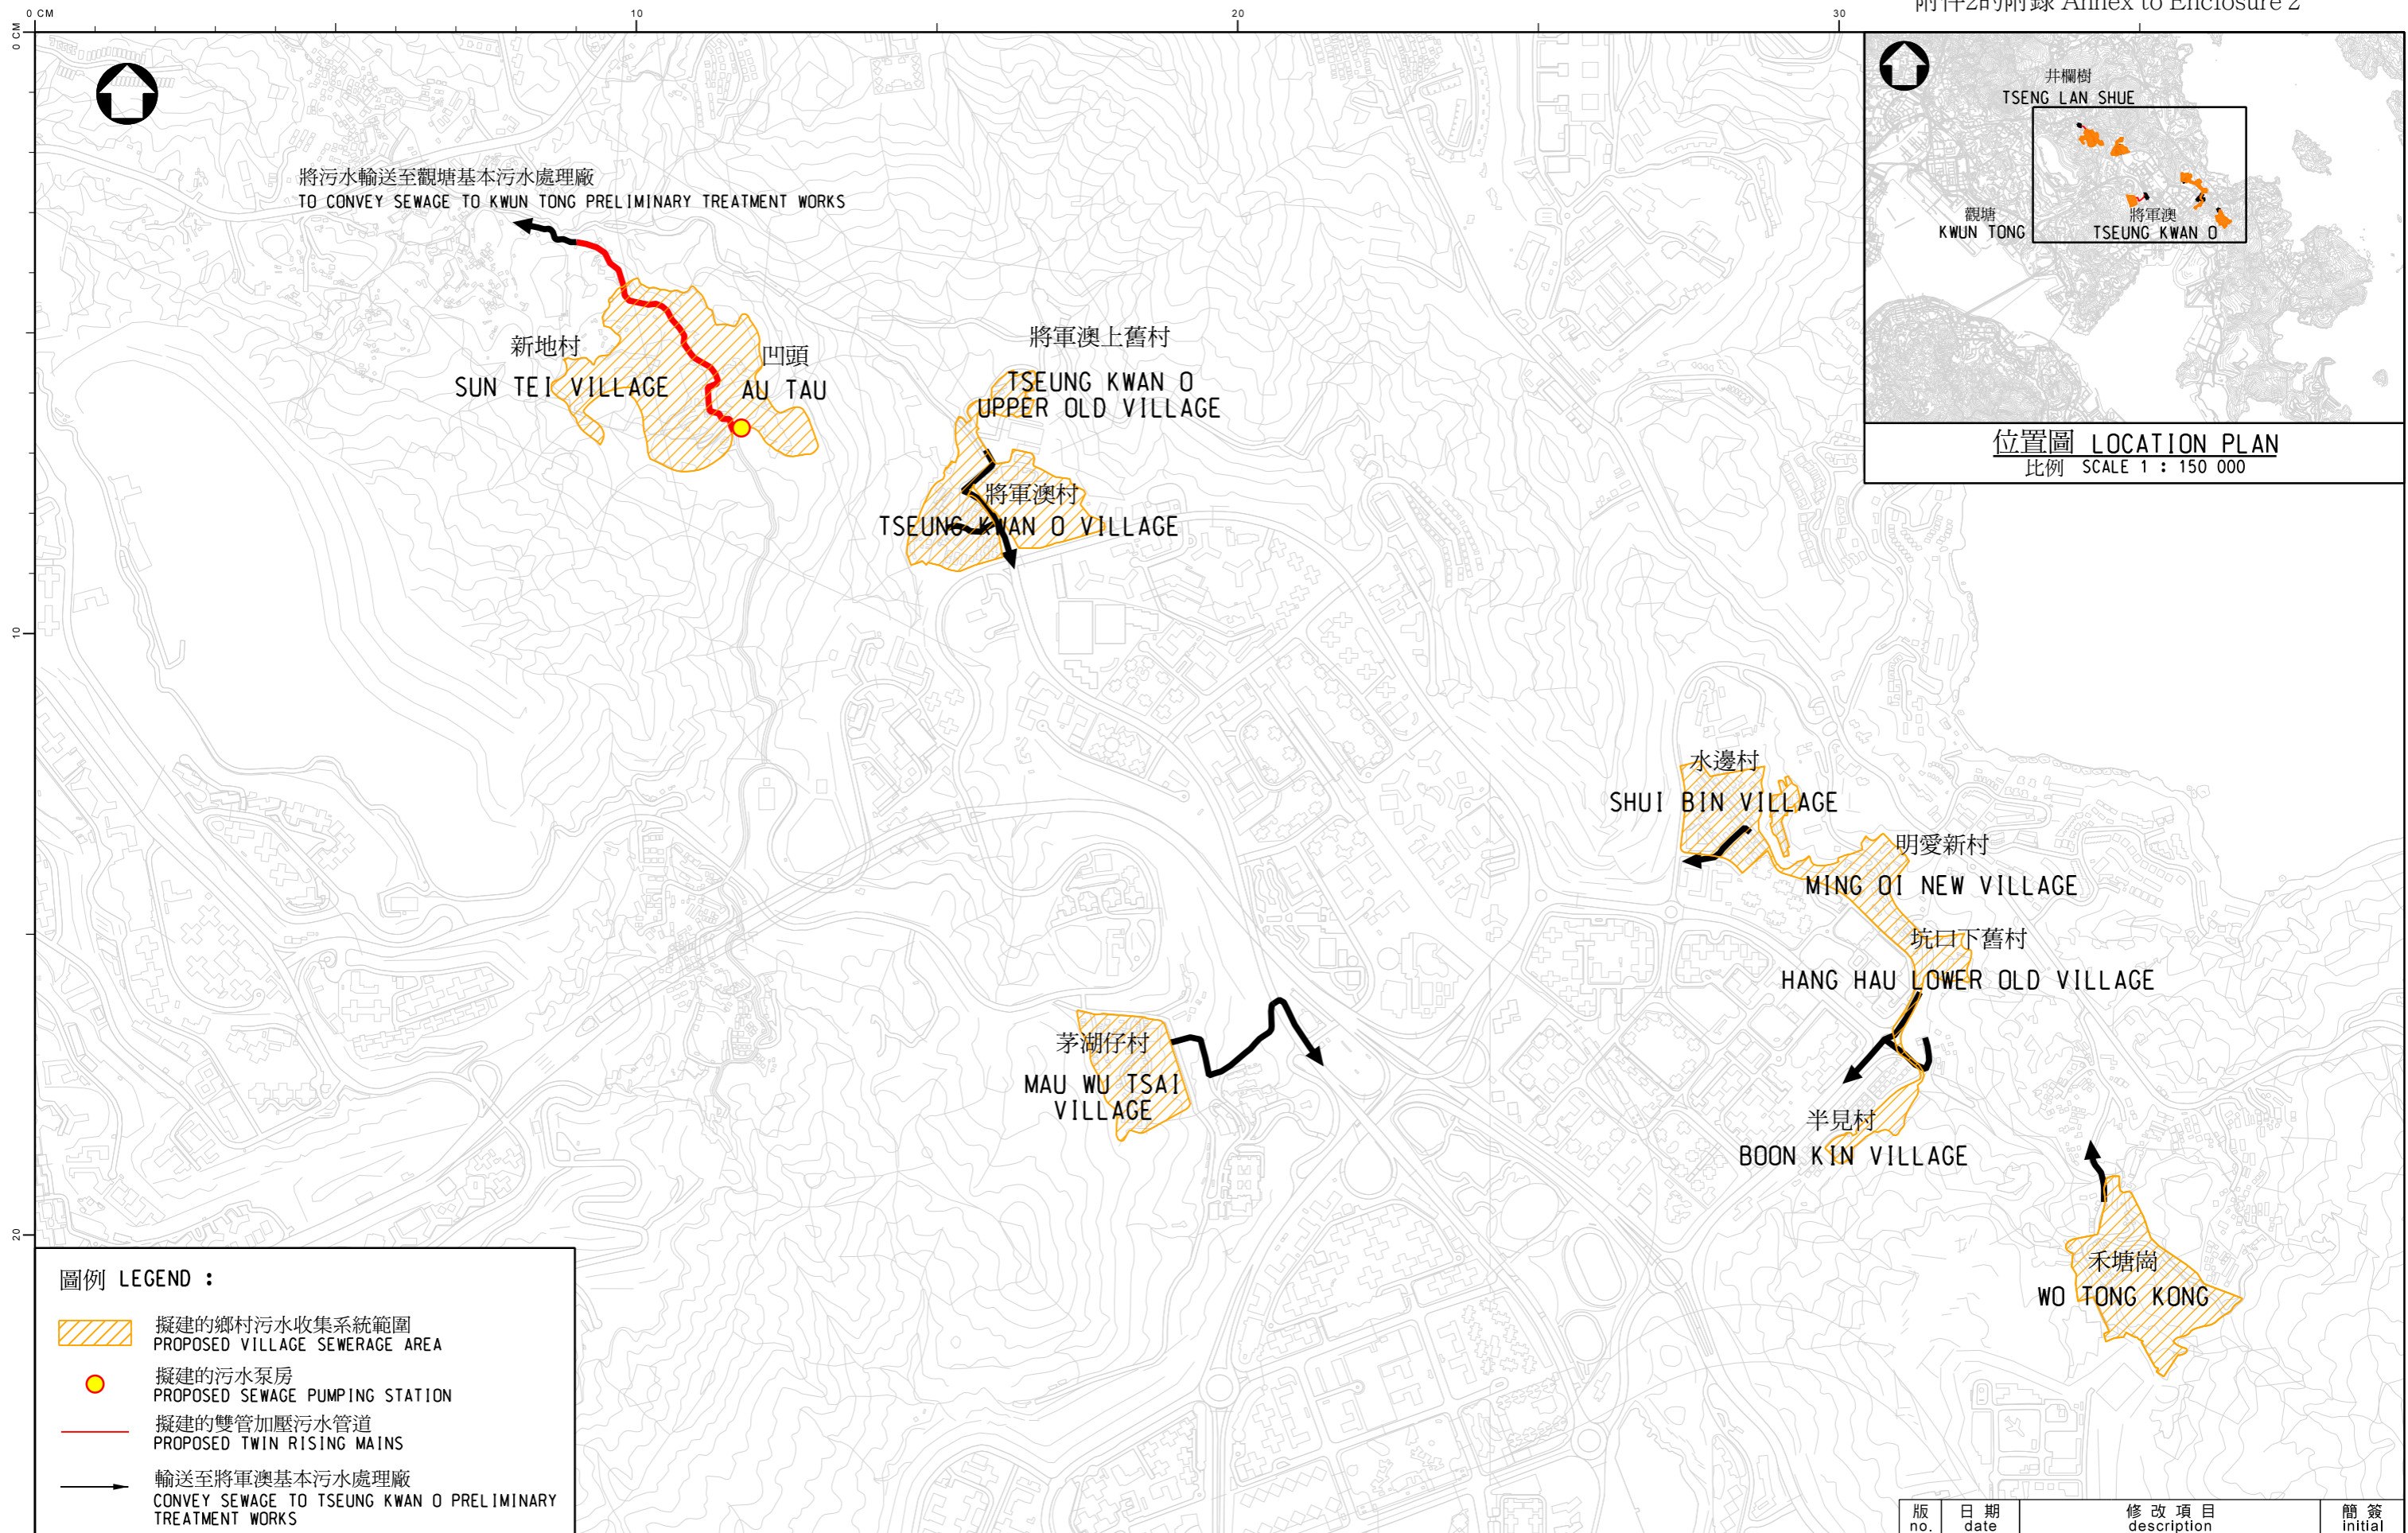 附件2的附錄 Annex to Enclosure 2
0 CM
10
20
30
0 CM
10
20
井欄樹
TSENG LAN SHUE
觀塘
KWUN TONG
將軍澳
TSEUNG KWAN O
位置圖 LOCATION PLAN
比例 SCALE 1 : 150 000
將污水輸送至觀塘基本污水處理廠
TO CONVEY SEWAGE TO KWUN TONG PRELIMINARY TREATMENT WORKS
新地村
SUN TEI VILLAGE
凹頭
AU TAU
將軍澳上舊村
TSEUNG KWAN O
UPPER OLD VILLAGE
將軍澳村
TSEUNG KWAN O VILLAGE
水邊村
SHUI BIN VILLAGE
明愛新村
MING OI NEW VILLAGE
坑口下舊村
HANG HAU LOWER OLD VILLAGE
茅湖仔村
MAU WU TSAI
VILLAGE
半見村
BOON KIN VILLAGE
禾塘崗
WO TONG KONG
圖例 LEGEND :
擬建的鄉村污水收集系統範圍
PROPOSED VILLAGE SEWERAGE AREA
擬建的污水泵房
PROPOSED SEWAGE PUMPING STATION
擬建的雙管加壓污水管道
PROPOSED TWIN RISING MAINS
輸送至將軍澳基本污水處理廠
CONVEY SEWAGE TO TSEUNG KWAN O PRELIMINARY
TREATMENT WORKS
版 日期 修改項目 簡簽
no. date description initial